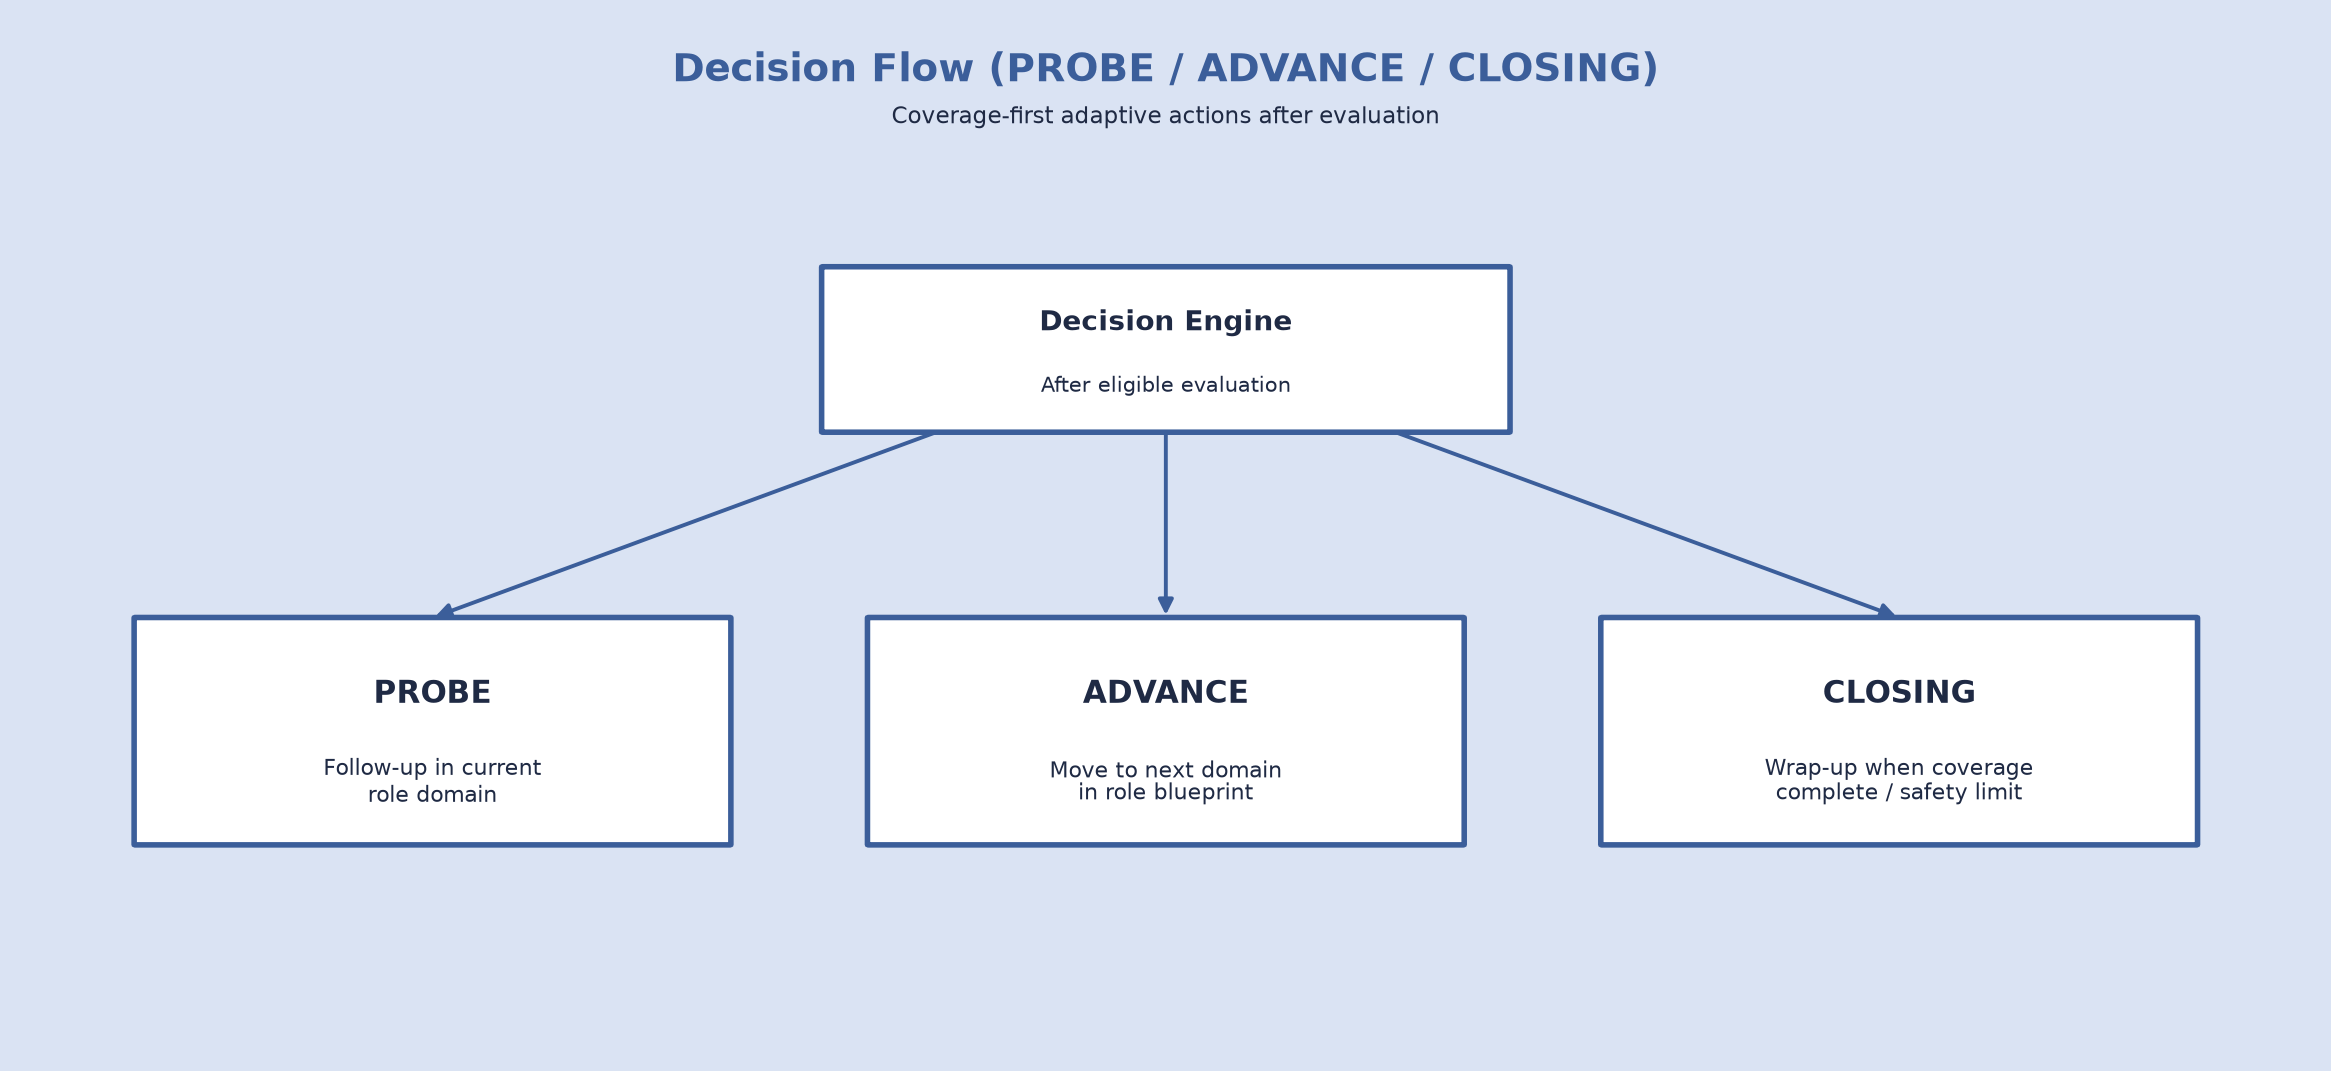 Decision Flow (PROBE / ADVANCE / CLOSING)
Coverage-first adaptive actions after evaluation
Decision Engine
After eligible evaluation
PROBE
Follow-up in current
role domain
ADVANCE
Move to next domain
in role blueprint
CLOSING
Wrap-up when coverage
complete / safety limit